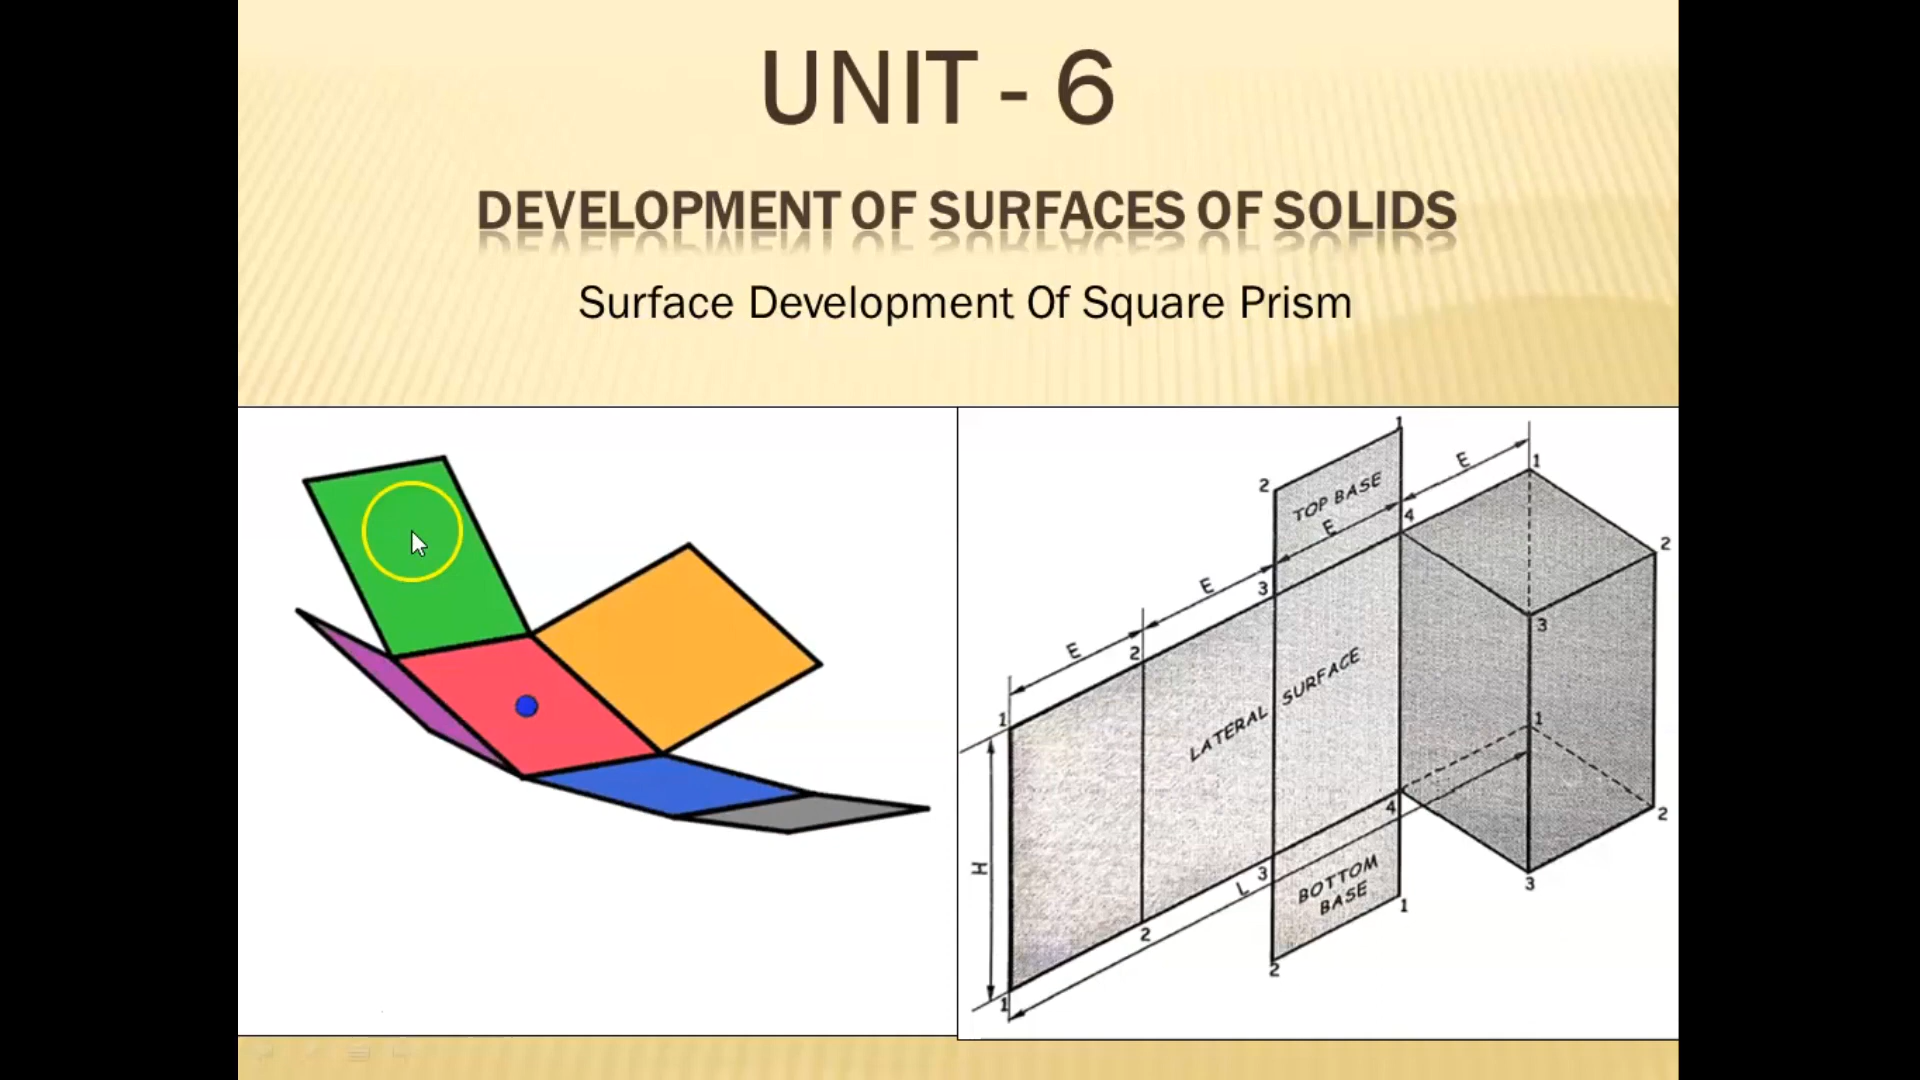 UNIT - 6
DEVELOPMENT OF SURFACES OF SOLIDS
Surface Development Of Square Prism
1
E
1
2
TOP BASE
4
2
E
E
3
3
E
2
LATERAL SURFACE
1
1
H
4
2
L
3
BOTTOM
BASE
3
1
2
2
1